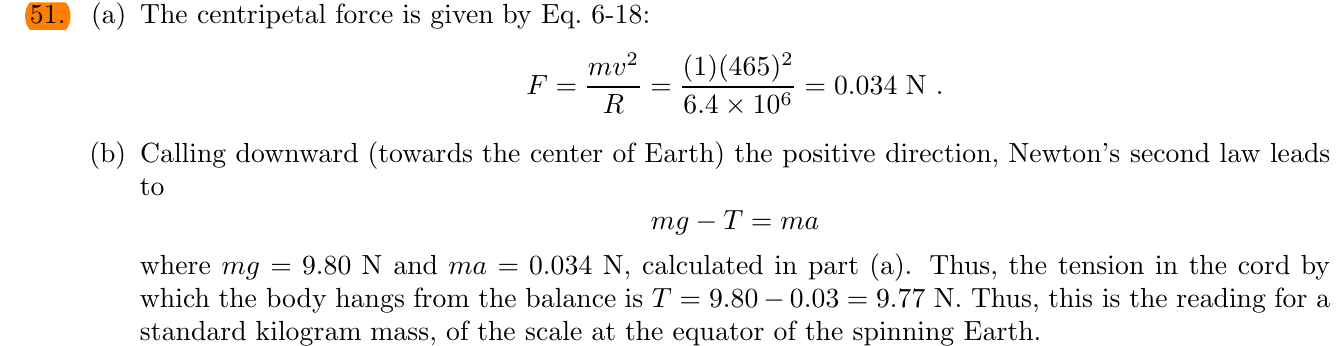 51. (a) The centripetal force is given by Eq. 6-18:
F = mv²/R = (1)(465)²/6.4 × 10⁶ = 0.034 N .
(b) Calling downward (towards the center of Earth) the positive direction, Newton's second law leads
to
mg − T = ma
where mg = 9.80 N and ma = 0.034 N, calculated in part (a). Thus, the tension in the cord by
which the body hangs from the balance is T = 9.80 − 0.03 = 9.77 N. Thus, this is the reading for a
standard kilogram mass, of the scale at the equator of the spinning Earth.